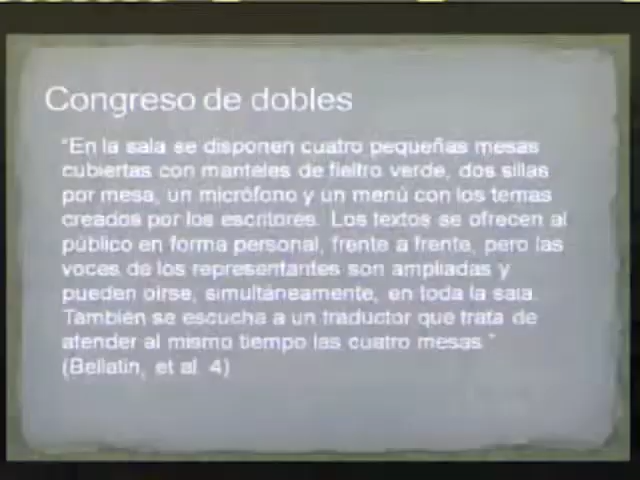 Congreso de dobles
"En la sala se disponen cuatro pequeñas mesas
cubiertas con manteles de fieltro verde, dos sillas
por mesa, un micrófono y un menú con los temas
creados por los escritores. Los textos se ofrecen al
público en forma personal, frente a frente, pero las
voces de los representantes son ampliadas y
pueden oirse, simultáneamente, en toda la sala.
También se escucha a un traductor que trata de
atender al mismo tiempo las cuatro mesas."
(Bellatin, et al. 4)